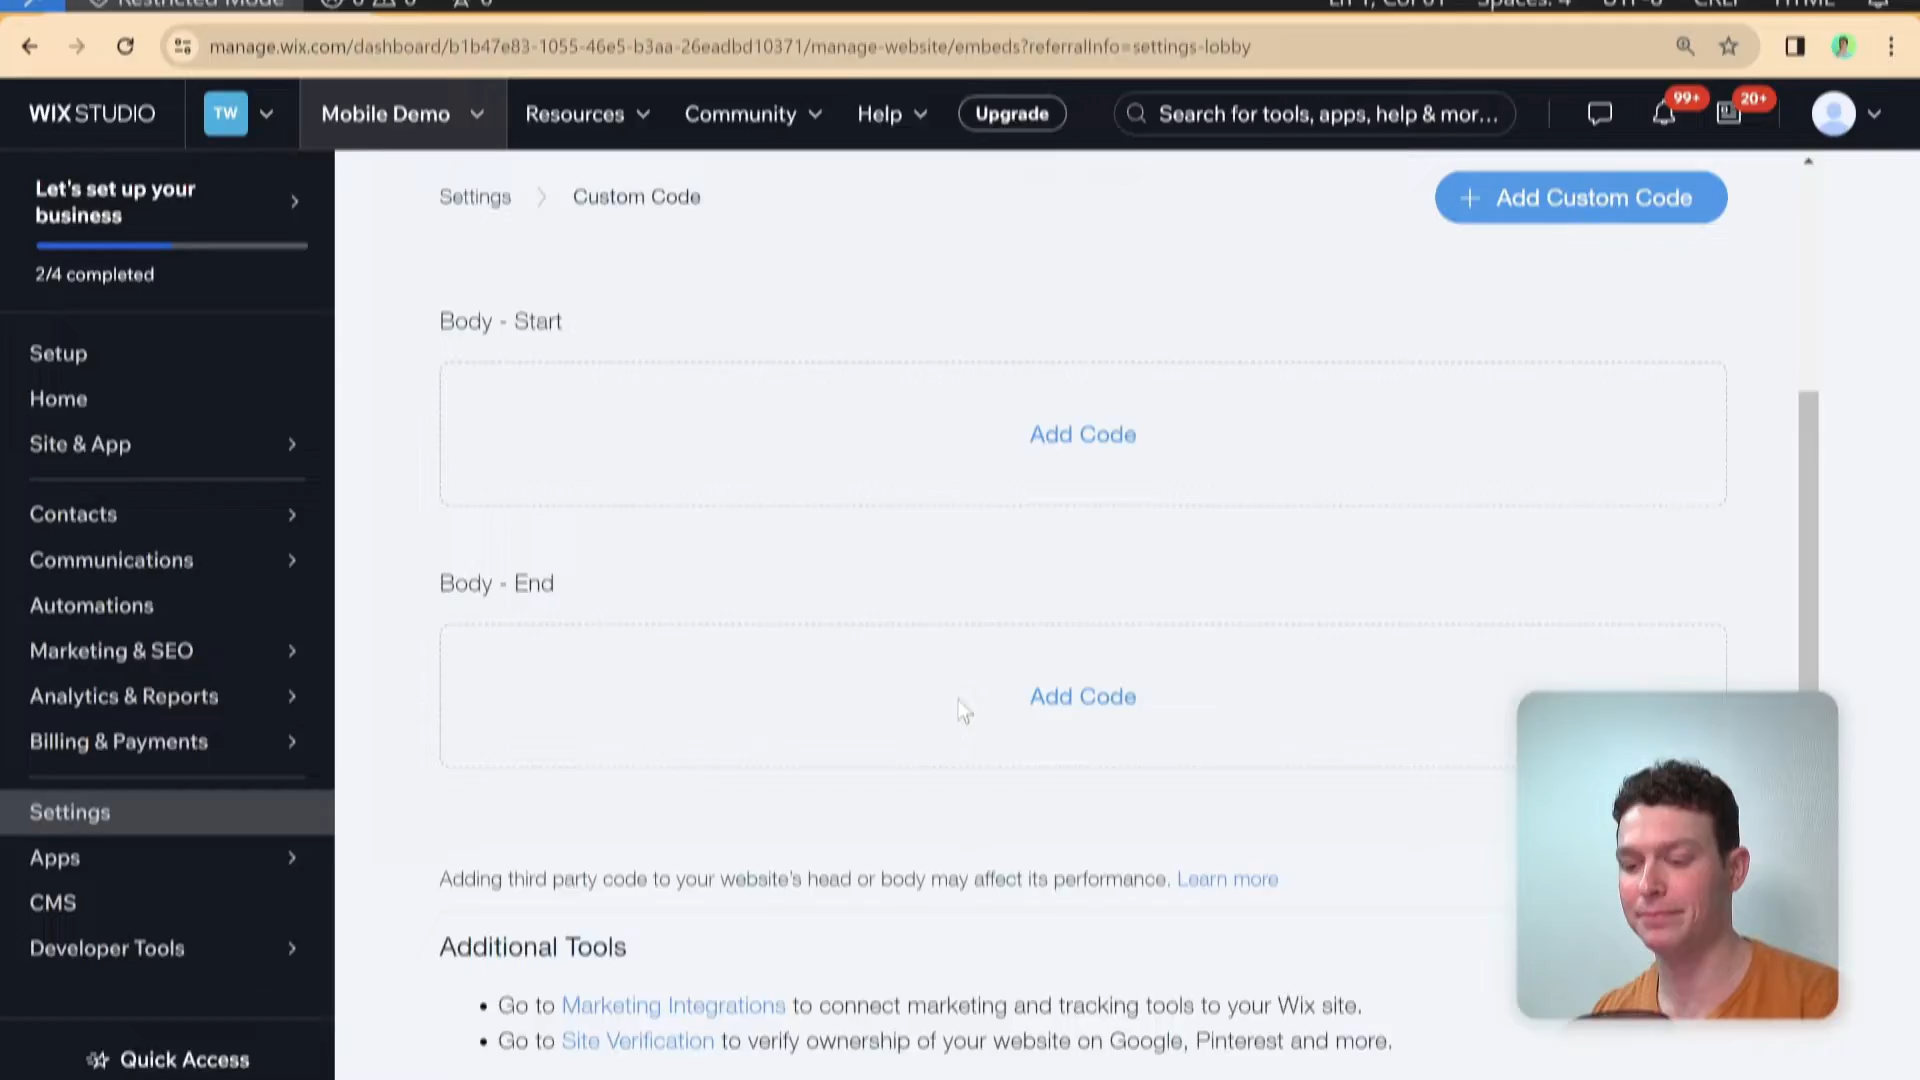 Restricted Mode
manage.wix.com/dashboard/b1b47e83-1055-46e5-b3aa-26eadbd10371/manage-website/embeds?referralInfo=settings-lobby
WIX STUDIO
TW
Mobile Demo
Resources
Community
Help
Upgrade
Search for tools, apps, help & mor...
99+
20+
Let's set up your
business
2/4 completed
Setup
Home
Site & App
Contacts
Communications
Automations
Marketing & SEO
Analytics & Reports
Billing & Payments
Settings
Apps
CMS
Developer Tools
Quick Access
Settings
Custom Code
Add Custom Code
Body - Start
Add Code
Body - End
Add Code
Adding third party code to your website's head or body may affect its performance. Learn more
Additional Tools
• Go to Marketing Integrations to connect marketing and tracking tools to your Wix site.
• Go to Site Verification to verify ownership of your website on Google, Pinterest and more.